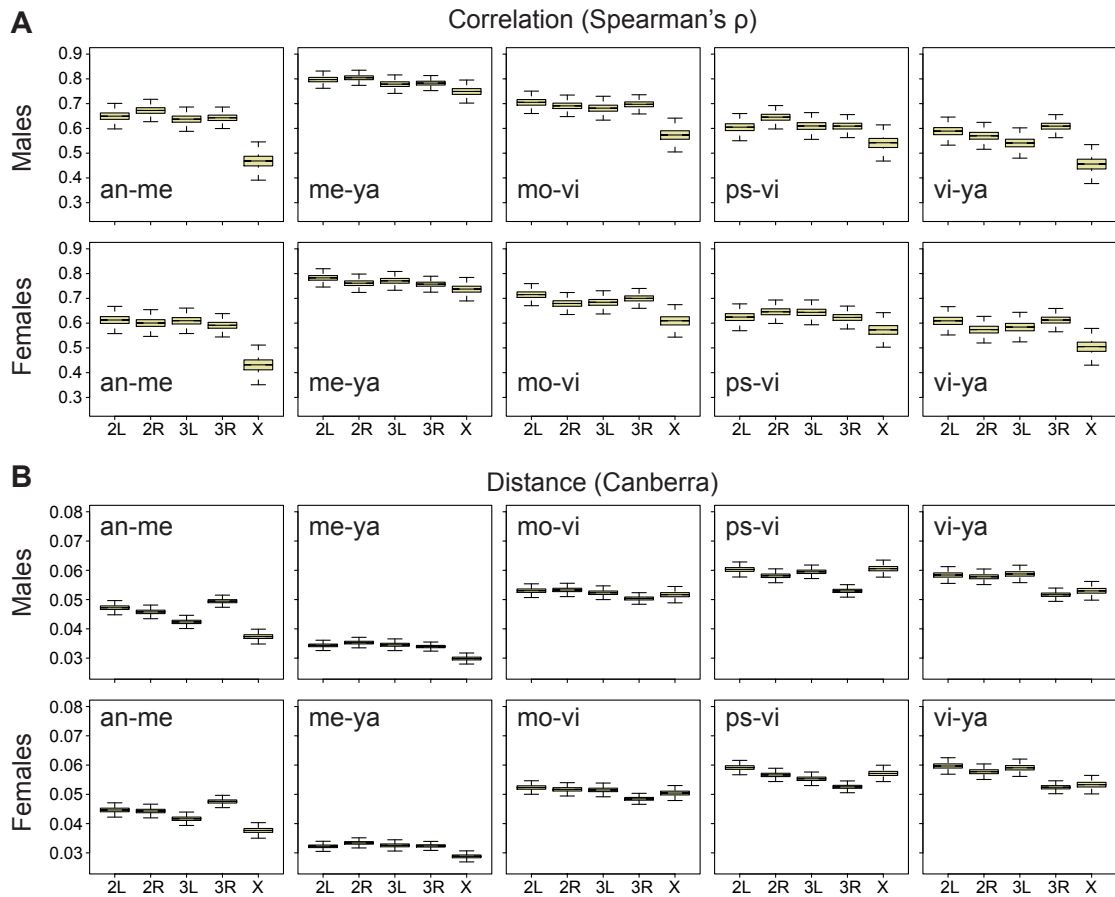 A
Correlation (Spearman's ρ)
Males
0.9
0.8
0.7
0.6
0.5
0.4
0.3
an-me
me-ya
mo-vi
ps-vi
vi-ya
Females
0.9
0.8
0.7
0.6
0.5
0.4
0.3
an-me
me-ya
mo-vi
ps-vi
vi-ya
2L 2R 3L 3R X
2L 2R 3L 3R X
2L 2R 3L 3R X
2L 2R 3L 3R X
2L 2R 3L 3R X
B
Distance (Canberra)
Males
0.08
0.07
0.06
0.05
0.04
0.03
an-me
me-ya
mo-vi
ps-vi
vi-ya
Females
0.08
0.07
0.06
0.05
0.04
0.03
an-me
me-ya
mo-vi
ps-vi
vi-ya
2L 2R 3L 3R X
2L 2R 3L 3R X
2L 2R 3L 3R X
2L 2R 3L 3R X
2L 2R 3L 3R X